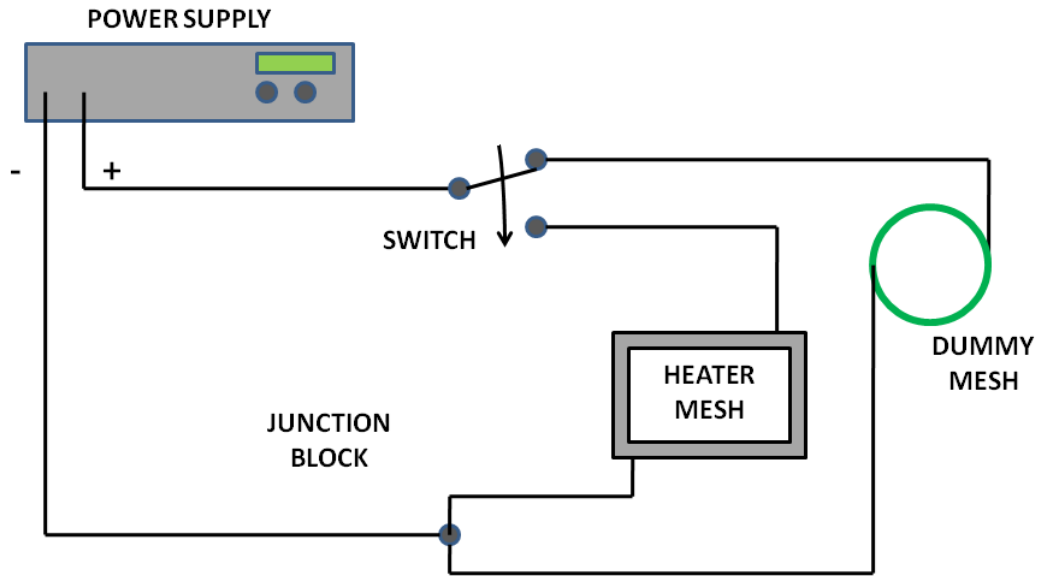 POWER SUPPLY
-
+
SWITCH
HEATER
MESH
DUMMY
MESH
JUNCTION
BLOCK